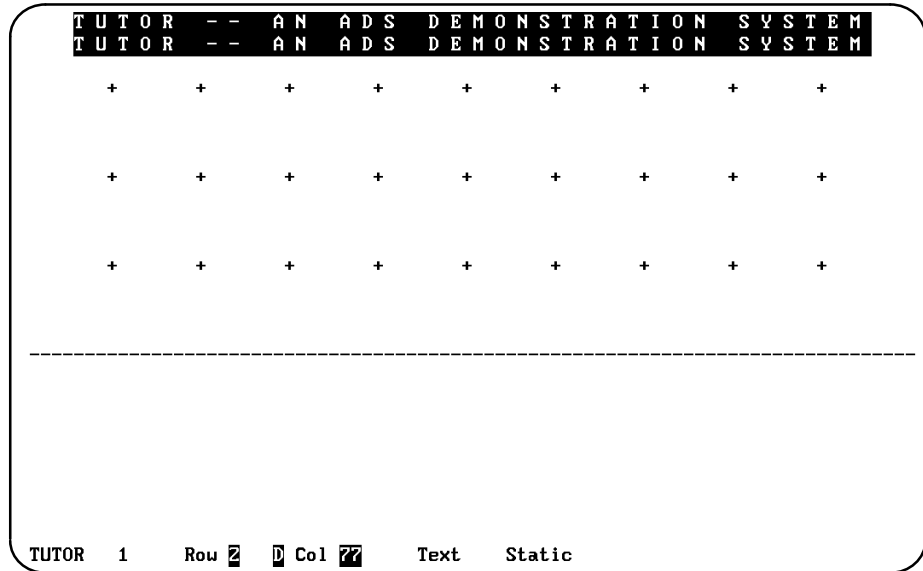 T U T O R - - A N A D S D E M O N S T R A T I O N S Y S T E M
T U T O R - - A N A D S D E M O N S T R A T I O N S Y S T E M
+ + + + + + + + +
+ + + + + + + + +
+ + + + + + + + +
--------------------------------------------------------------------------------
TUTOR 1 Row 2 D Col 77 Text Static